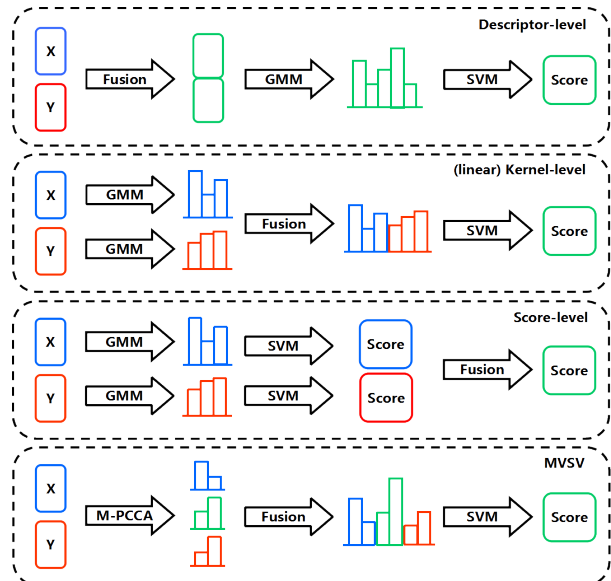 Descriptor-level
X
Y
Fusion
GMM
SVM
Score
(linear) Kernel-level
X
GMM
Y
GMM
Fusion
SVM
Score
Score-level
X
GMM
SVM
Score
Y
GMM
SVM
Score
Fusion
Score
MVSV
X
Y
M-PCCA
Fusion
SVM
Score